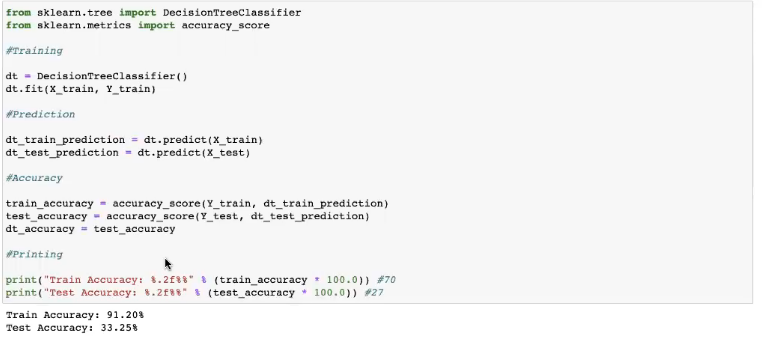 from sklearn.tree import DecisionTreeClassifier
from sklearn.metrics import accuracy_score
#Training
dt = DecisionTreeClassifier()
dt.fit(X_train, Y_train)
#Prediction
dt_train_prediction = dt.predict(X_train)
dt_test_prediction = dt.predict(X_test)
#Accuracy
train_accuracy = accuracy_score(Y_train, dt_train_prediction)
test_accuracy = accuracy_score(Y_test, dt_test_prediction)
dt_accuracy = test_accuracy
#Printing
print("Train Accuracy: %.2f%%" % (train_accuracy * 100.0)) #70
print("Test Accuracy: %.2f%%" % (test_accuracy * 100.0)) #27
Train Accuracy: 91.20%
Test Accuracy: 33.25%